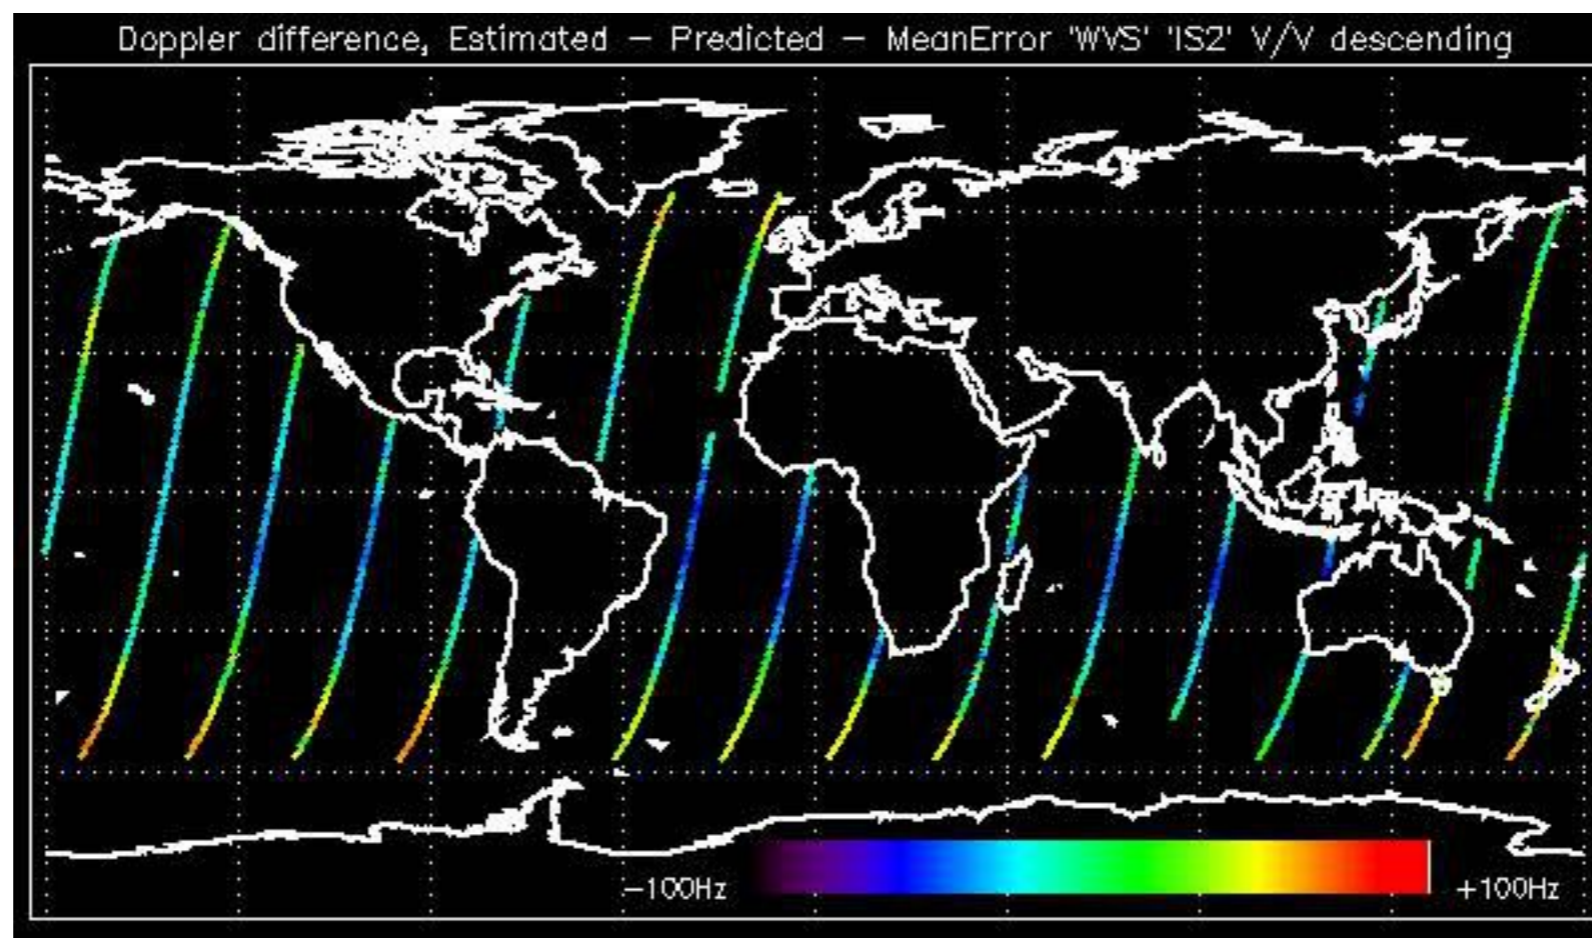 Doppler difference, Estimated – Predicted – MeanError 'WVS' 'IS2' V/V descending
–100Hz +100Hz